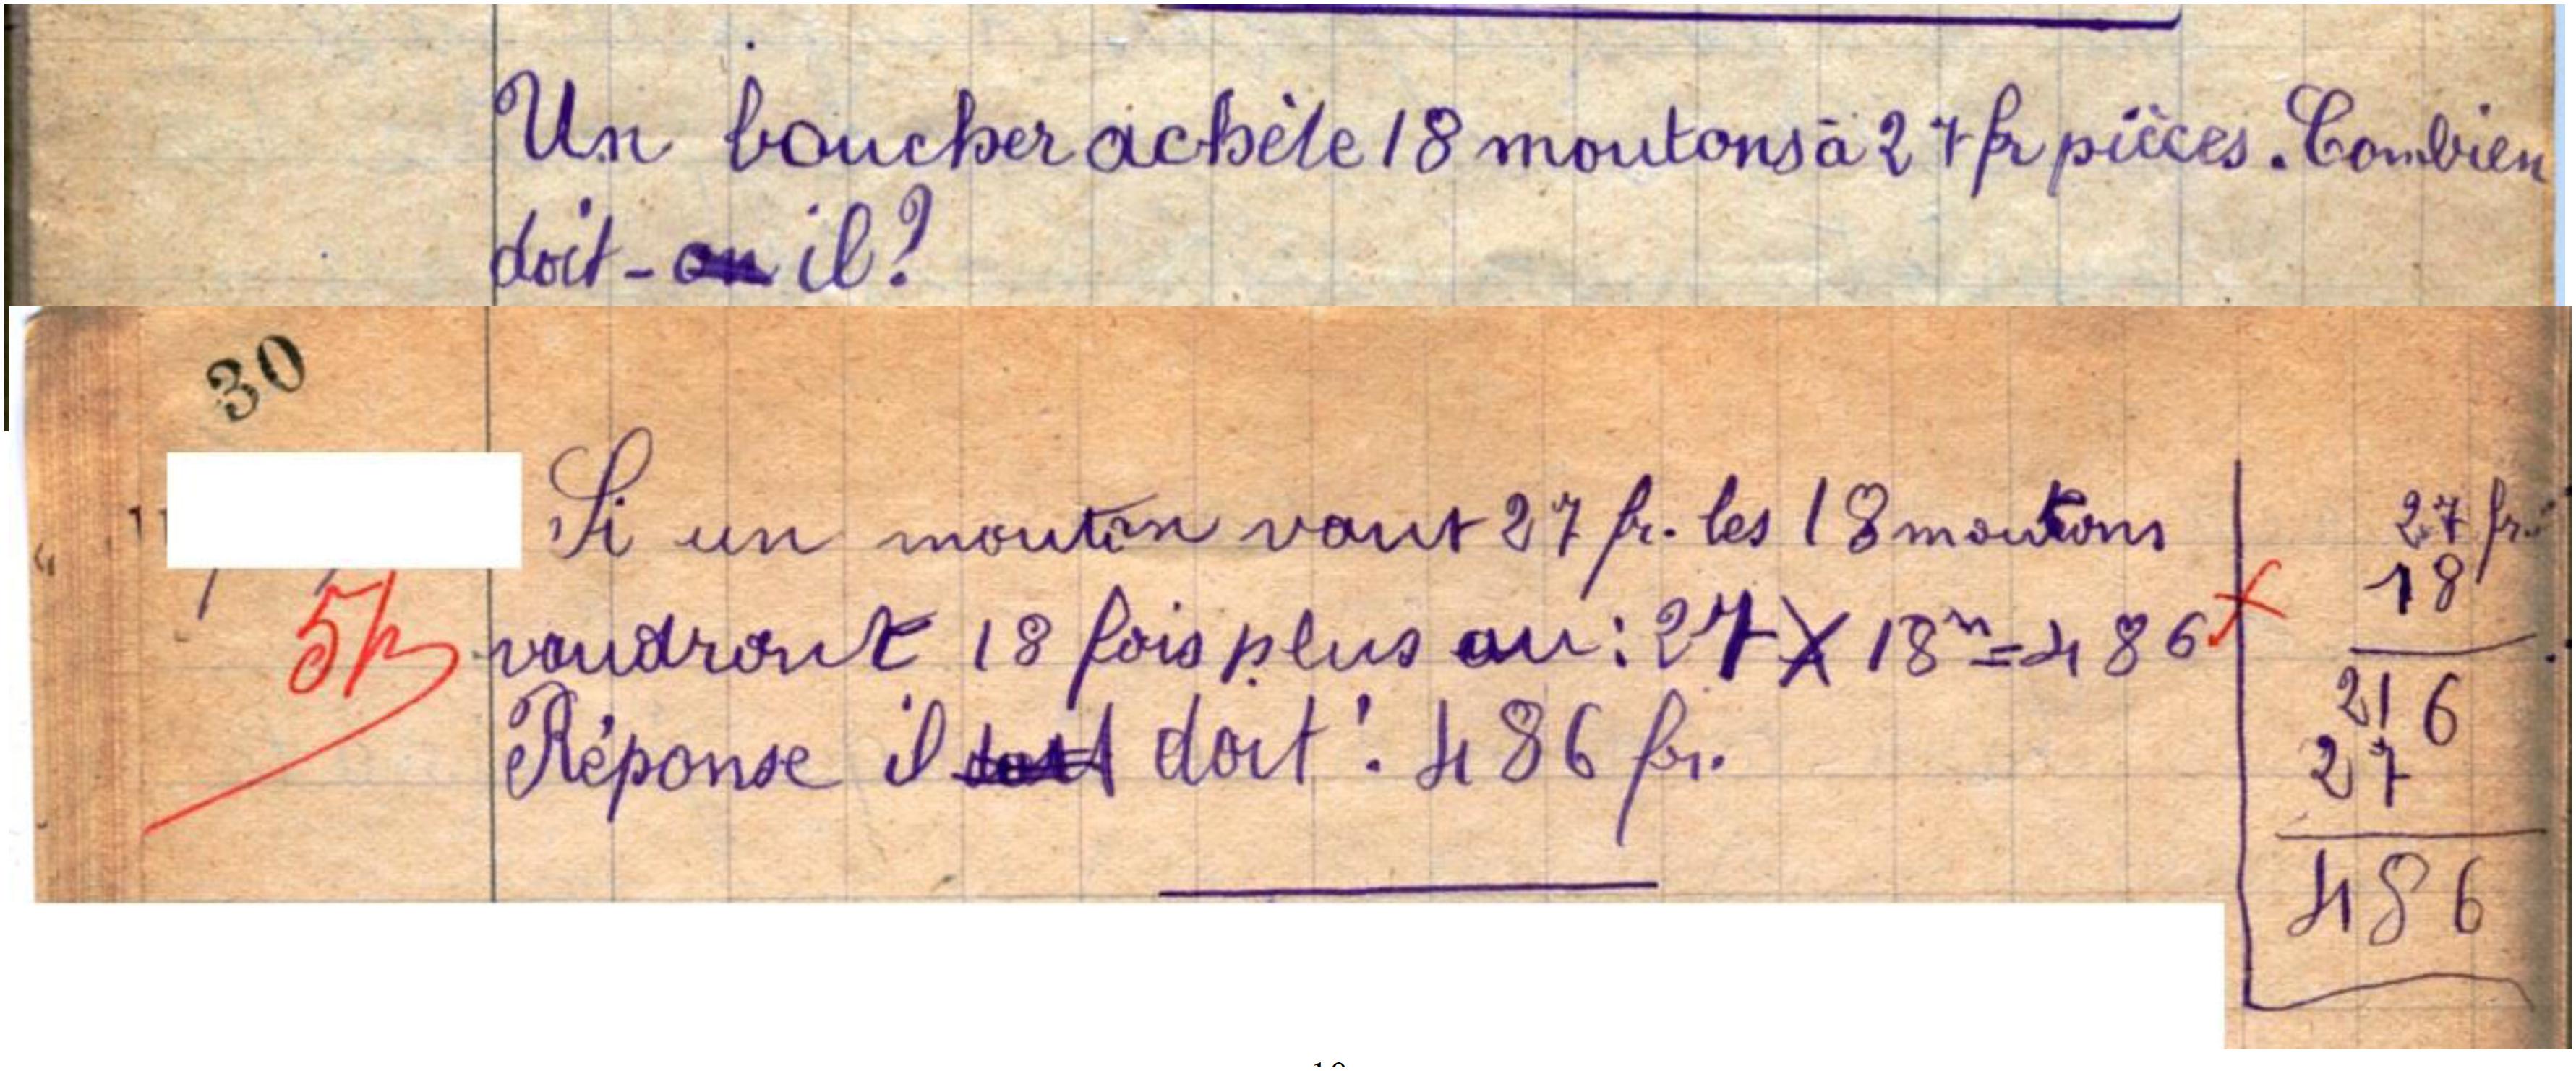 Un boucher achète 18 moutons à 27 fr pièces. Combien
doit-on il?
30
Si un mouton vaut 27 fr. les 18 moutons
vaudront 18 fois plus ou : 27 X 18 m = 486
Réponse il doit : 486 fr.
27 fr.
18
216
27
486